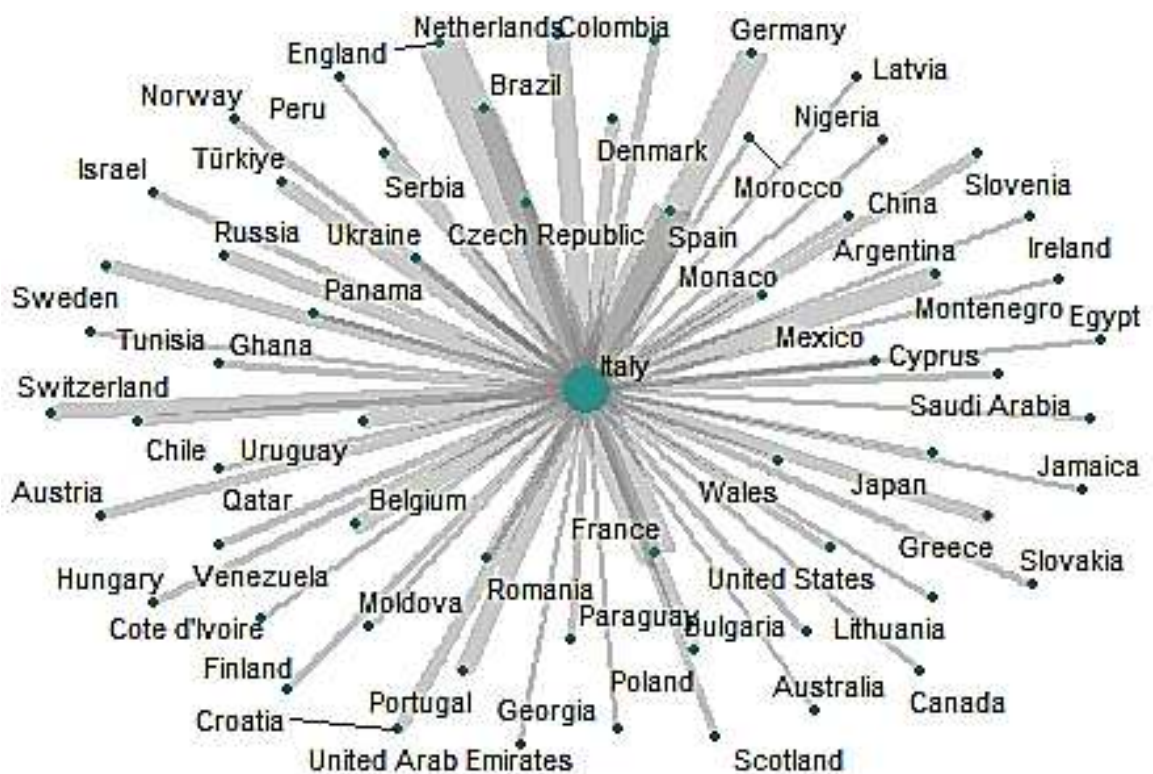 Netherlands
Colombia
Germany
England
Latvia
Brazil
Norway
Peru
Nigeria
Denmark
Türkiye
Israel
Serbia
Morocco
Slovenia
China
Russia
Ukraine
Czech Republic
Spain
Argentina
Ireland
Monaco
Panama
Sweden
Montenegro
Egypt
Tunisia
Ghana
Mexico
Cyprus
Italy
Switzerland
Saudi Arabia
Chile
Uruguay
Jamaica
Austria
Qatar
Belgium
Wales
Japan
France
Greece
Slovakia
Hungary
Venezuela
United States
Romania
Moldova
Paraguay
Bulgaria
Lithuania
Cote d'Ivoire
Finland
Poland
Australia
Canada
Portugal
Georgia
Croatia
United Arab Emirates
Scotland